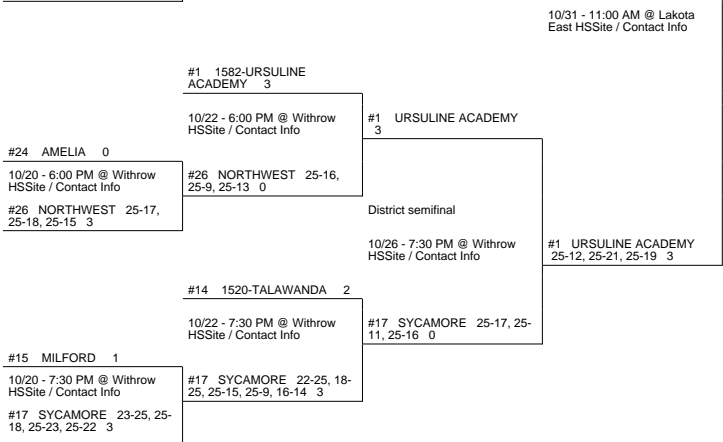 10/31 - 11:00 AM @ Lakota
East HSSite / Contact Info
#1 1582-URSULINE
ACADEMY 3
10/22 - 6:00 PM @ Withrow
HSSite / Contact Info
#1 URSULINE ACADEMY
3
#24 AMELIA 0
10/20 - 6:00 PM @ Withrow
HSSite / Contact Info
#26 NORTHWEST 25-16,
25-9, 25-13 0
#26 NORTHWEST 25-17,
25-18, 25-15 3
District semifinal
10/26 - 7:30 PM @ Withrow
HSSite / Contact Info
#1 URSULINE ACADEMY
25-12, 25-21, 25-19 3
#14 1520-TALAWANDA 2
10/22 - 7:30 PM @ Withrow
HSSite / Contact Info
#17 SYCAMORE 25-17, 25-
11, 25-16 0
#15 MILFORD 1
10/20 - 7:30 PM @ Withrow
HSSite / Contact Info
#17 SYCAMORE 22-25, 18-
25, 25-15, 25-9, 16-14 3
#17 SYCAMORE 23-25, 25-
18, 25-23, 25-22 3